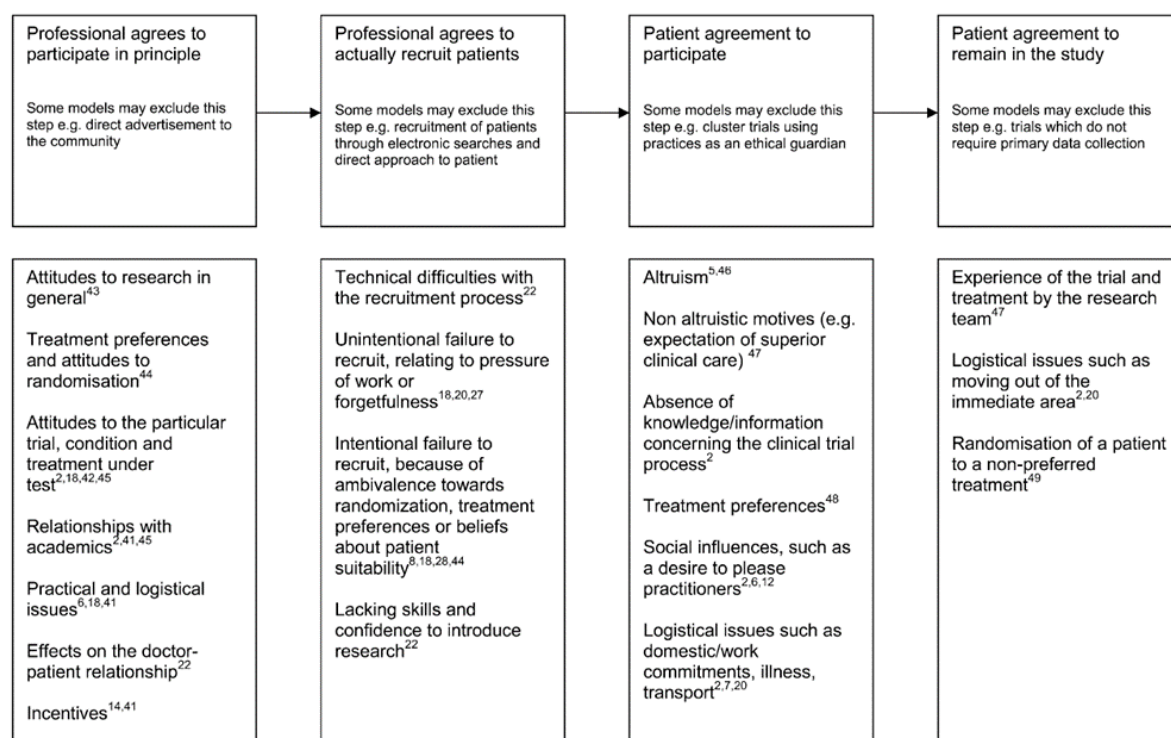 Professional agrees to
participate in principle
Some models may exclude this
step e.g. direct advertisement to
the community
Professional agrees to
actually recruit patients
Some models may exclude this
step e.g. recruitment of patients
through electronic searches and
direct approach to patient
Patient agreement to
participate
Some models may exclude this
step e.g. cluster trials using
practices as an ethical guardian
Patient agreement to
remain in the study
Some models may exclude this
step e.g. trials which do not
require primary data collection
Attitudes to research in
general43
Treatment preferences
and attitudes to
randomisation44
Attitudes to the particular
trial, condition and
treatment under
test2,18,42,45
Relationships with
academics2,41,45
Practical and logistical
issues6,18,41
Effects on the doctor-
patient relationship22
Incentives14,41
Technical difficulties with
the recruitment process22
Unintentional failure to
recruit, relating to pressure
of work or
forgetfulness18,20,27
Intentional failure to
recruit, because of
ambivalence towards
randomization, treatment
preferences or beliefs
about patient
suitability8,18,28,44
Lacking skills and
confidence to introduce
research22
Altruism5,46
Non altruistic motives (e.g.
expectation of superior
clinical care) 47
Absence of
knowledge/information
concerning the clinical trial
process2
Treatment preferences48
Social influences, such as
a desire to please
practitioners2,6,12
Logistical issues such as
domestic/work
commitments, illness,
transport2,7,20
Experience of the trial and
treatment by the research
team47
Logistical issues such as
moving out of the
immediate area2,20
Randomisation of a patient
to a non-preferred
treatment49